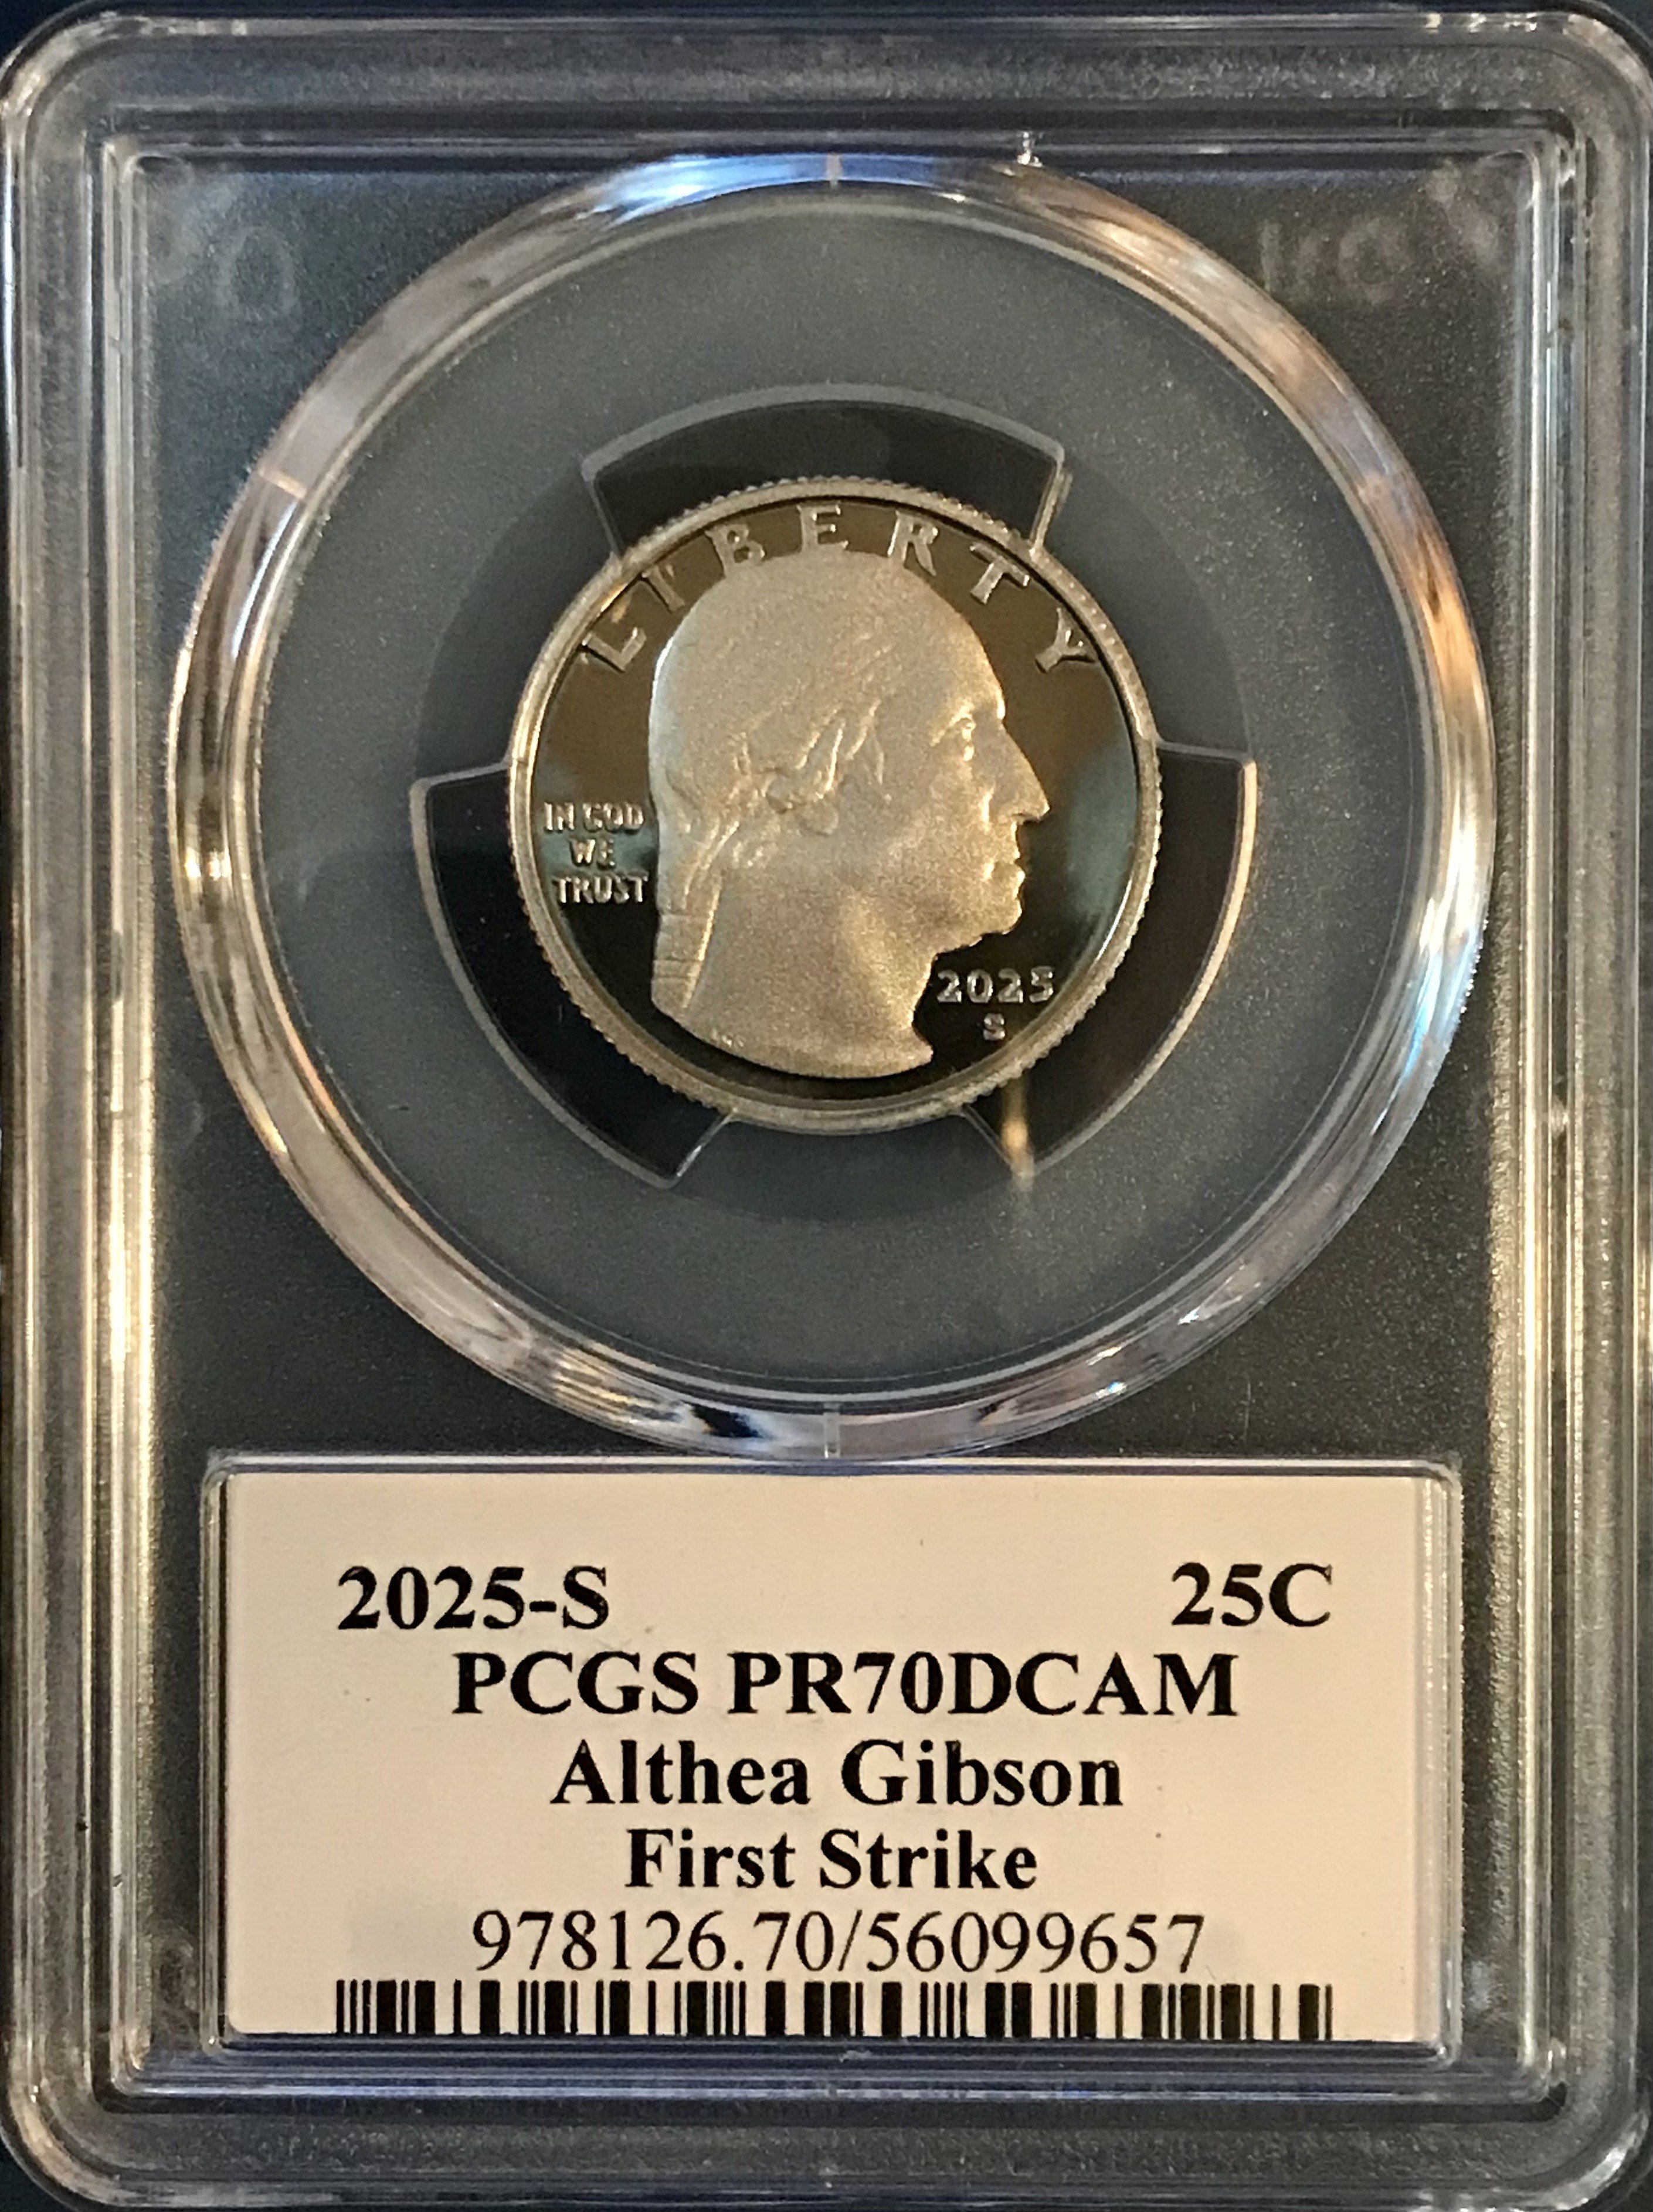 LIBERTY
IN GOD
WE
TRUST
2025
S
2025-S 25C
PCGS PR70DCAM
Althea Gibson
First Strike
978126.70/56099657